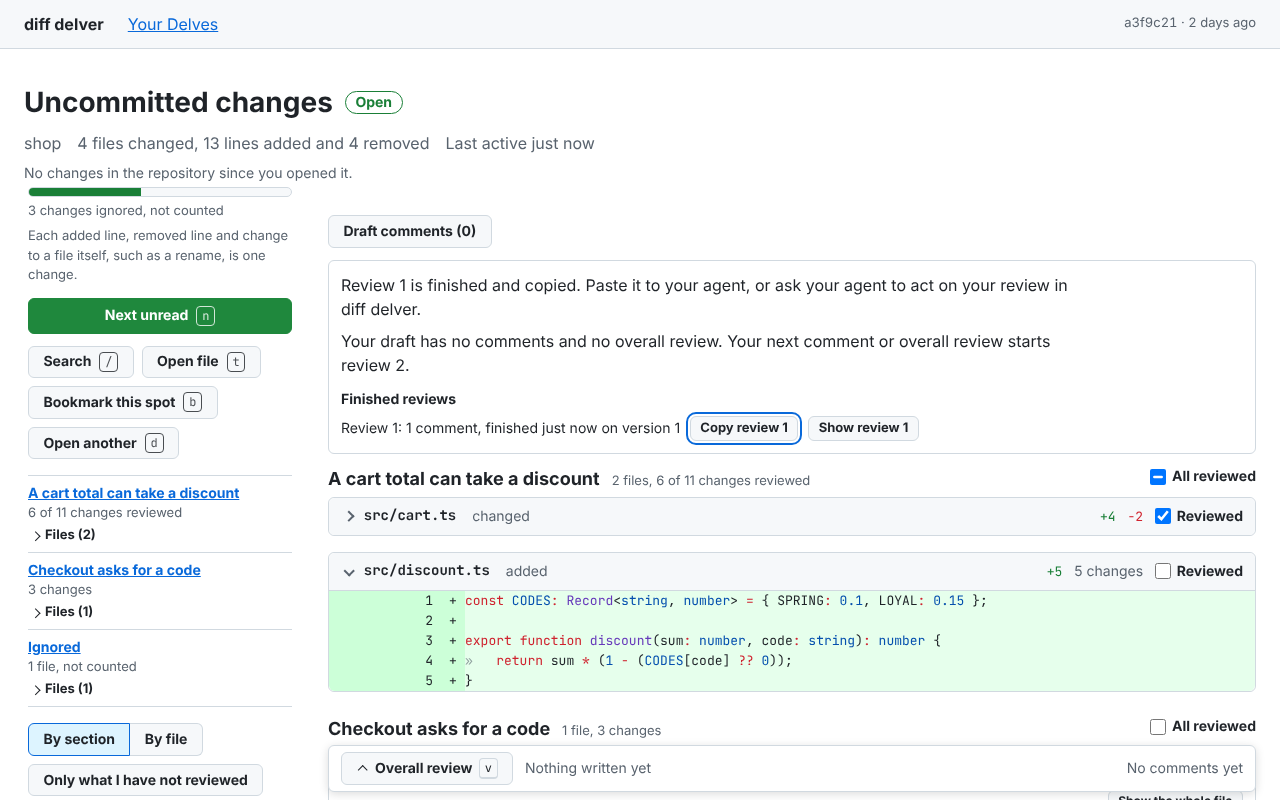 diff delver Your Delves a3f9c21 · 2 days ago
Uncommitted changes Open
shop 4 files changed, 13 lines added and 4 removed Last active just now
No changes in the repository since you opened it.
3 changes ignored, not counted
Each added line, removed line and change
to a file itself, such as a rename, is one
change.
Next unread n
Search / Open file t
Bookmark this spot b
Open another d
A cart total can take a discount
6 of 11 changes reviewed
Files (2)
Checkout asks for a code
3 changes
Files (1)
Ignored
1 file, not counted
Files (1)
By section By file
Only what I have not reviewed
Draft comments (0)
Review 1 is finished and copied. Paste it to your agent, or ask your agent to act on your review in
diff delver.
Your draft has no comments and no overall review. Your next comment or overall review starts
review 2.
Finished reviews
Review 1: 1 comment, finished just now on version 1 Copy review 1 Show review 1
A cart total can take a discount 2 files, 6 of 11 changes reviewed All reviewed
src/cart.ts changed +4 -2 Reviewed
src/discount.ts added +5 5 changes Reviewed
1 + const CODES: Record<string, number> = { SPRING: 0.1, LOYAL: 0.15 };
2 +
3 + export function discount(sum: number, code: string): number {
4 + » return sum * (1 - (CODES[code] ?? 0));
5 + }
Checkout asks for a code 1 file, 3 changes All reviewed
Overall review v Nothing written yet No comments yet
Show the whole file